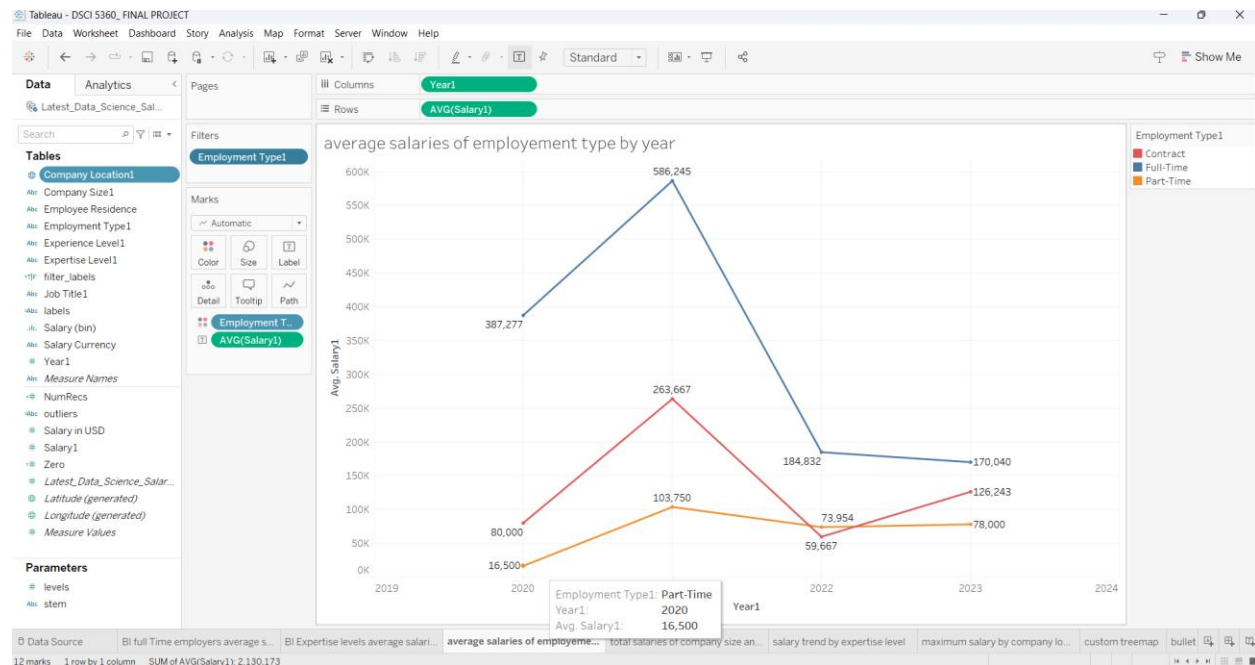 Tableau - DSCI 5360_ FINAL PROJECT
File Data Worksheet Dashboard Story Analysis Map Format Server Window Help
Standard
Show Me
Data Analytics
Latest_Data_Science_Sal...
Search
Tables
Company Location1
Abc Company Size1
Abc Employee Residence
Abc Employment Type1
Abc Experience Level1
Abc Expertise Level1
filter_labels
Abc Job Title1
labels
Salary (bin)
Abc Salary Currency
# Year1
Abc Measure Names
NumRecs
outliers
# Salary in USD
# Salary1
Zero
# Latest_Data_Science_Salar...
Latitude (generated)
Longitude (generated)
# Measure Values
Parameters
# levels
Abc stem
Pages
Filters
Employment Type1
Marks
Automatic
Color Size Label
Detail Tooltip Path
Employment T..
AVG(Salary1)
Columns Year1
Rows AVG(Salary1)
average salaries of employement type by year
600K
550K
500K
450K
400K
350K
300K
250K
200K
150K
100K
50K
0K
Avg. Salary1
586,245
387,277
263,667
184,832
170,040
126,243
103,750
80,000
73,954
78,000
59,667
16,500
2019 2020 2022 2023 2024
Year1
Employment Type1: Part-Time
Year1: 2020
Avg. Salary1: 16,500
Employment Type1
Contract
Full-Time
Part-Time
Data Source BI full Time employers average s... BI Expertise levels average salari... average salaries of employeme... total salaries of company size an... salary trend by expertise level maximum salary by company lo... custom treemap bullet
12 marks 1 row by 1 column SUM of AVG(Salary1): 2,130,173